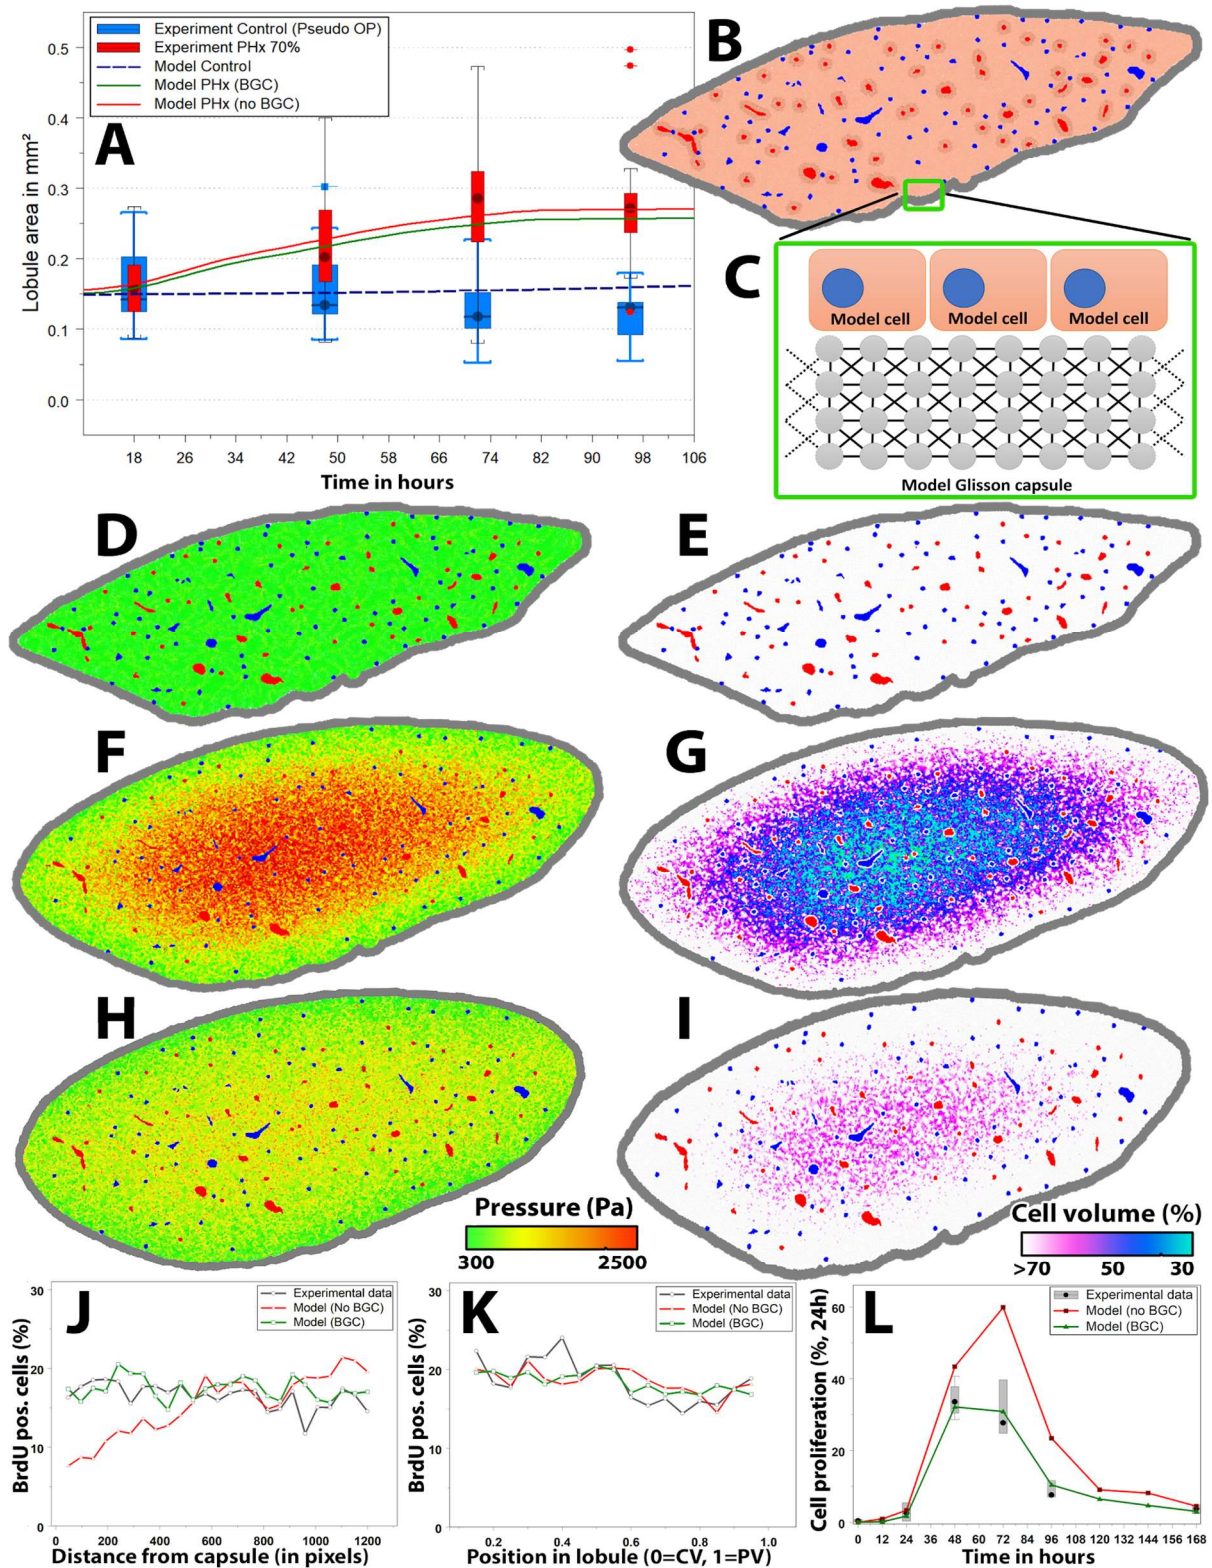 Experiment Control (Pseudo OP)
Experiment PHx 70%
Model Control
Model PHx (BGC)
Model PHx (no BGC)
A
Lobule area in mm²
0.5
0.4
0.3
0.2
0.1
0.0
18 26 34 42 50 58 66 74 82 90 98 106
Time in hours
B
C
Model cell Model cell Model cell
Model Glisson capsule
D
E
F
G
H
I
Pressure (Pa)
300 2500
Cell volume (%)
>70 50 30
J
Experimental data
Model (No BGC)
Model (BGC)
BrdU pos. cells (%)
30
20
10
0
0 200 400 600 800 1000 1200
Distance from capsule (in pixels)
K
Experimental data
Model (No BGC)
Model (BGC)
BrdU pos. cells (%)
30
20
10
0
0.2 0.4 0.6 0.8 1.0
Position in lobule (0=CV, 1=PV)
L
Experimental data
Model (no BGC)
Model (BGC)
Cell proliferation (%, 24h)
60
40
20
0
0 12 24 36 48 60 72 84 96 108 120 132 144 156 168
Time in hours